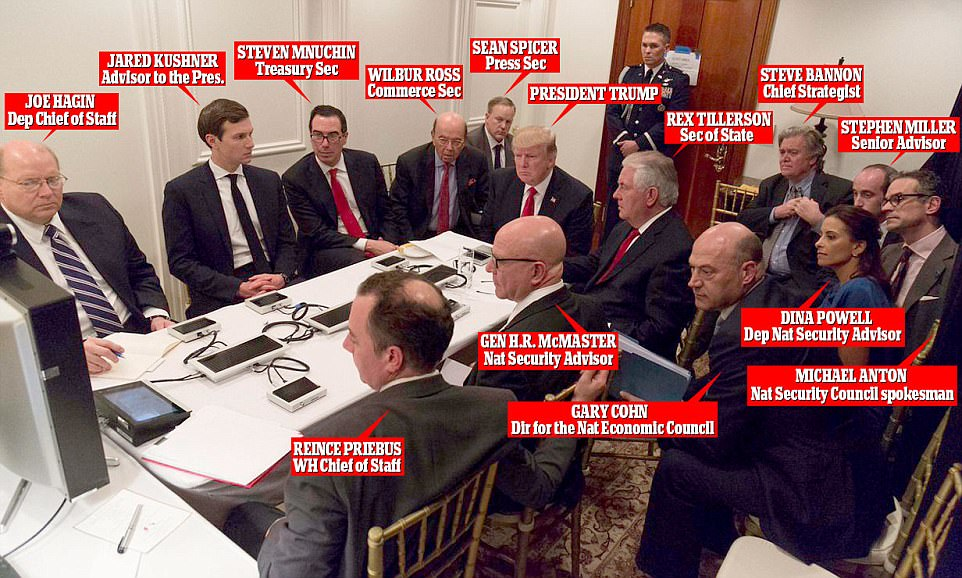 JOE HAGIN
Dep Chief of Staff
JARED KUSHNER
Advisor to the Pres.
STEVEN MNUCHIN
Treasury Sec
WILBUR ROSS
Commerce Sec
SEAN SPICER
Press Sec
PRESIDENT TRUMP
REX TILLERSON
Sec of State
STEVE BANNON
Chief Strategist
STEPHEN MILLER
Senior Advisor
DINA POWELL
Dep Nat Security Advisor
GEN H.R. McMASTER
Nat Security Advisor
MICHAEL ANTON
Nat Security Council spokesman
GARY COHN
Dir for the Nat Economic Council
REINCE PRIEBUS
WH Chief of Staff